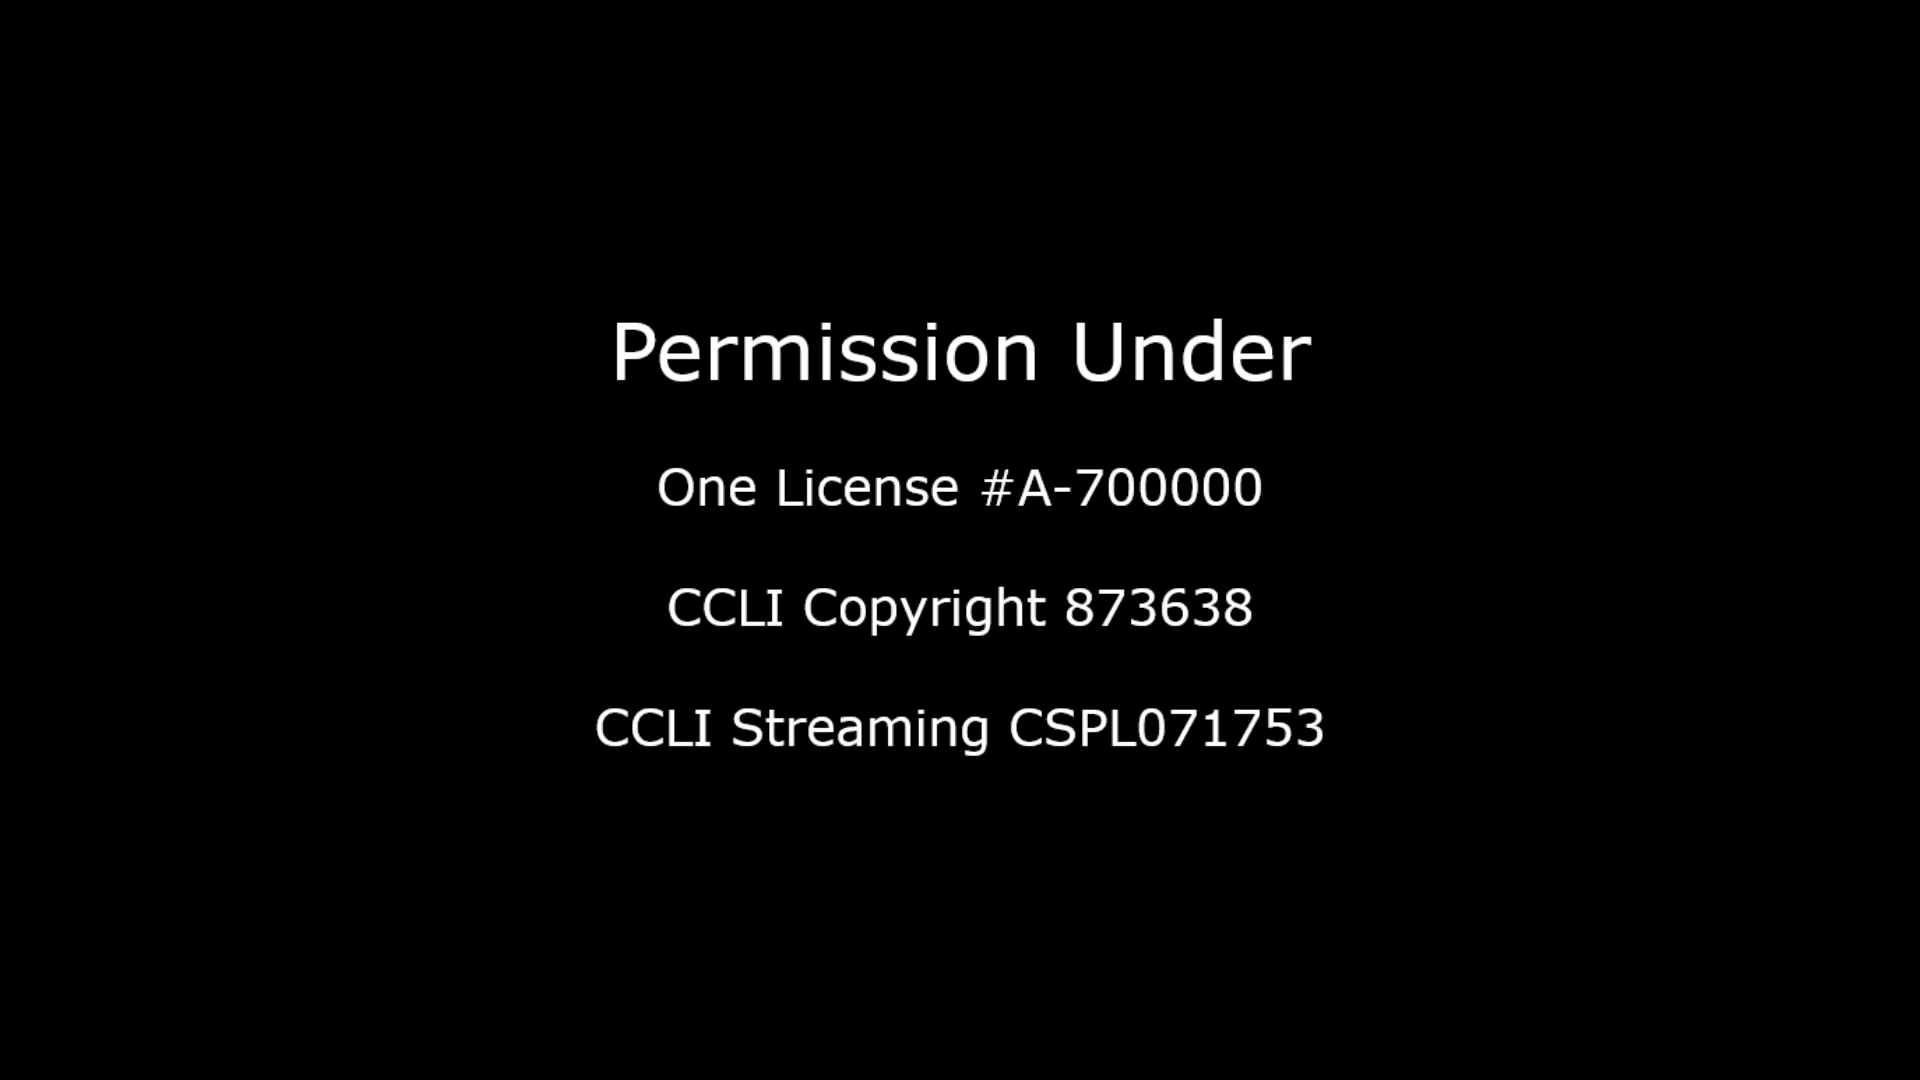 Permission Under
One License #A-700000
CCLI Copyright 873638
CCLI Streaming CSPL071753